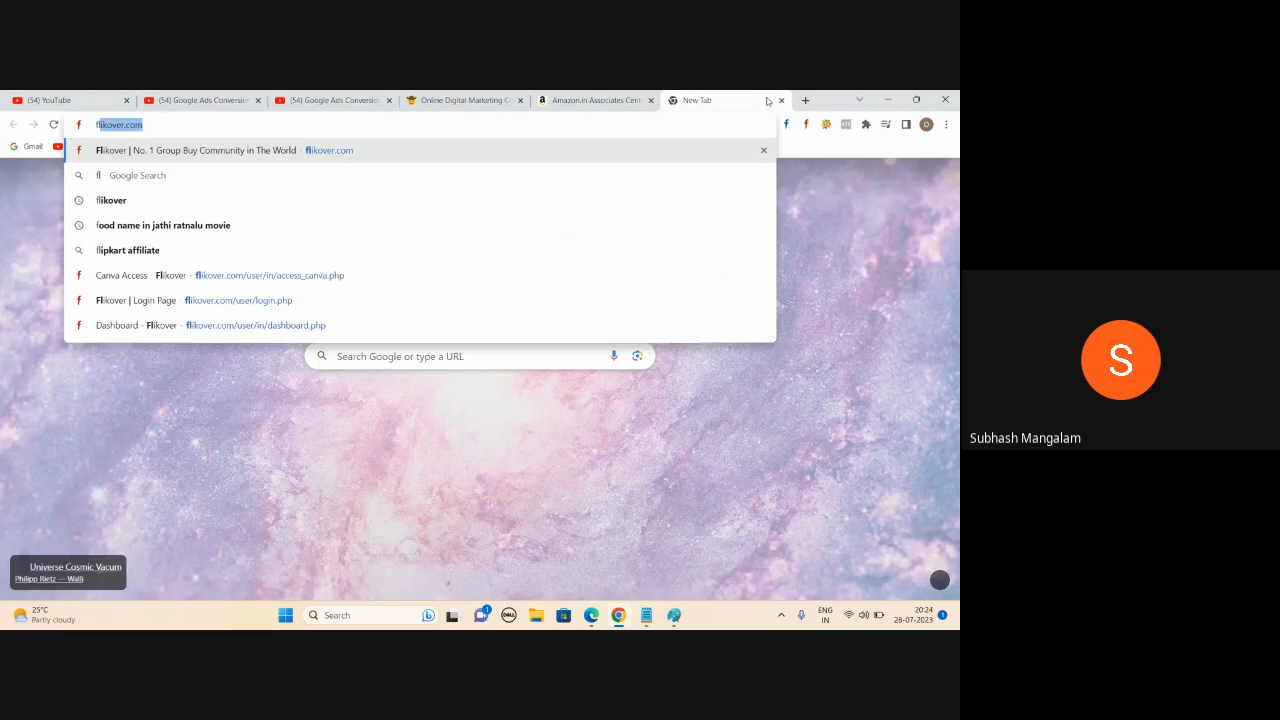 (54) YouTube
(54) Google Ads Conversio
(54) Google Ads Conversio
Online Digital Marketing Co
Amazon.in Associates Cent
New Tab
flikover.com
Gmail
Flikover | No. 1 Group Buy Community in The World - flikover.com
fl - Google Search
flikover
food name in jathi ratnalu movie
flipkart affiliate
Canva Access - Flikover - flikover.com/user/in/access_canva.php
Flikover | Login Page - flikover.com/user/login.php
Dashboard - Flikover - flikover.com/user/in/dashboard.php
Search Google or type a URL
S
Subhash Mangalam
Universe Cosmic Vacum
Philipp Rietz — Walli
25°C
Partly cloudy
Search
1
DELL
ENG
IN
20:24
28-07-2023
1
O